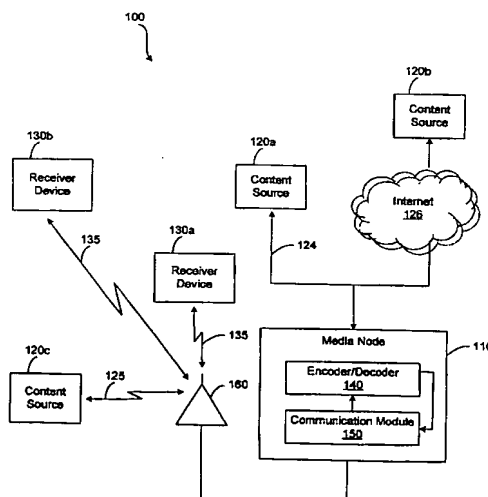 100
120b
Content
Source
130b
Receiver
Device
120a
Content
Source
Internet
126
135
130a
Receiver
Device
124
135
120c
Content
Source
125
160
Media Node
110
Encoder/Decoder
140
Communication Module
150